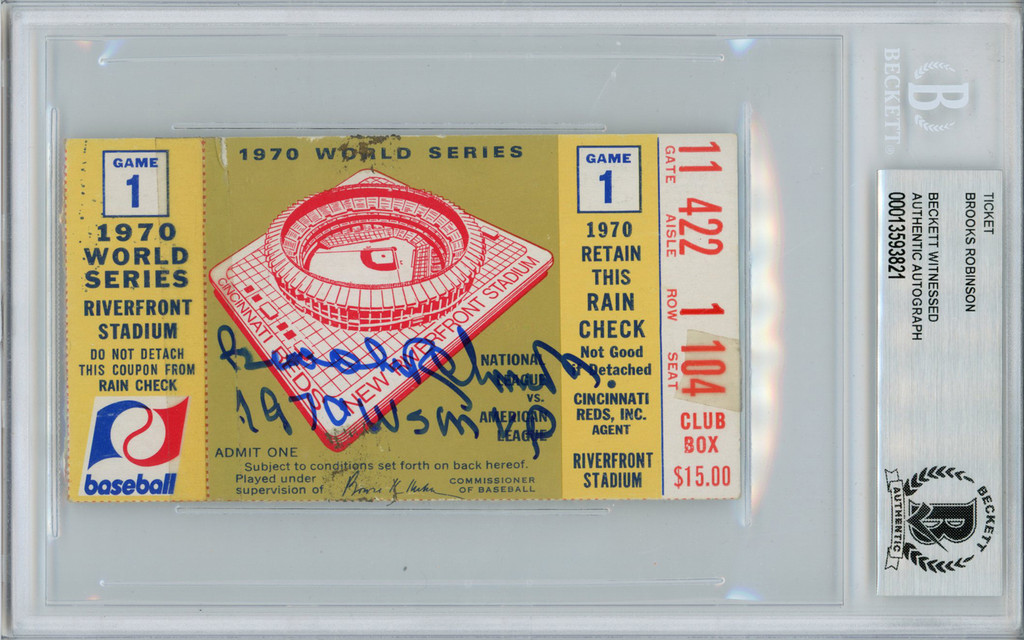 GAME
1
1970
WORLD
SERIES
RIVERFRONT
STADIUM
DO NOT DETACH
THIS COUPON FROM
RAIN CHECK
baseball
1970 WORLD SERIES
CINCINNATI REDS' NEW RIVERFRONT STADIUM
Brooks Robinson
1970 WS MVP
NATIONAL
LEAGUE
VS.
AMERICAN
LEAGUE
ADMIT ONE
Subject to conditions set forth on back hereof.
Played under
supervision of
Bowie K. Kuhn
COMMISSIONER
OF BASEBALL
GAME
1
1970
RETAIN
THIS
RAIN
CHECK
Not Good
if Detached
CINCINNATI
REDS, INC.
AGENT
RIVERFRONT
STADIUM
11 422 1 104
GATE AISLE ROW SEAT
CLUB
BOX
$15.00
B
BECKETT
TICKET
BROOKS ROBINSON
BECKETT WITNESSED
AUTHENTIC AUTOGRAPH
00013593821
BECKETT
B
AUTHENTIC